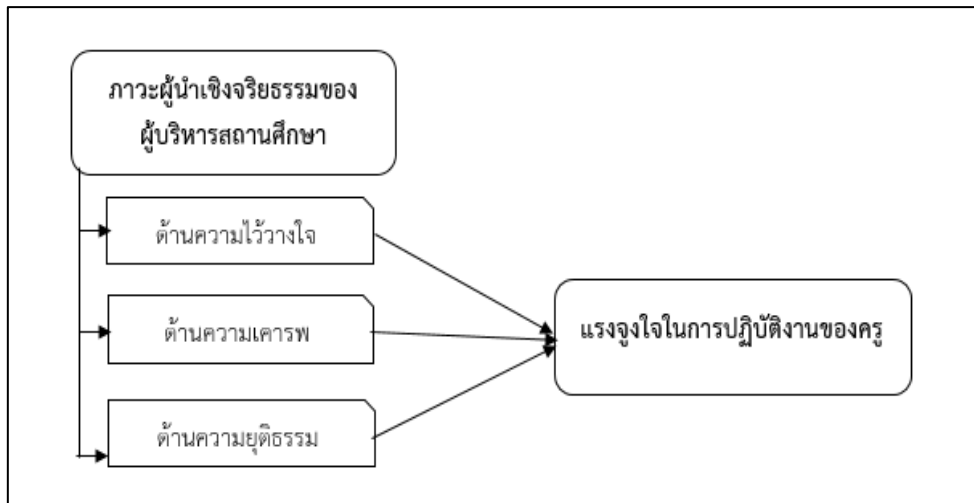 ภาวะผู้นำเชิงจริยธรรมของ
ผู้บริหารสถานศึกษา
ด้านความไว้วางใจ
ด้านความเคารพ
ด้านความยุติธรรม
แรงจูงใจในการปฏิบัติงานของครู